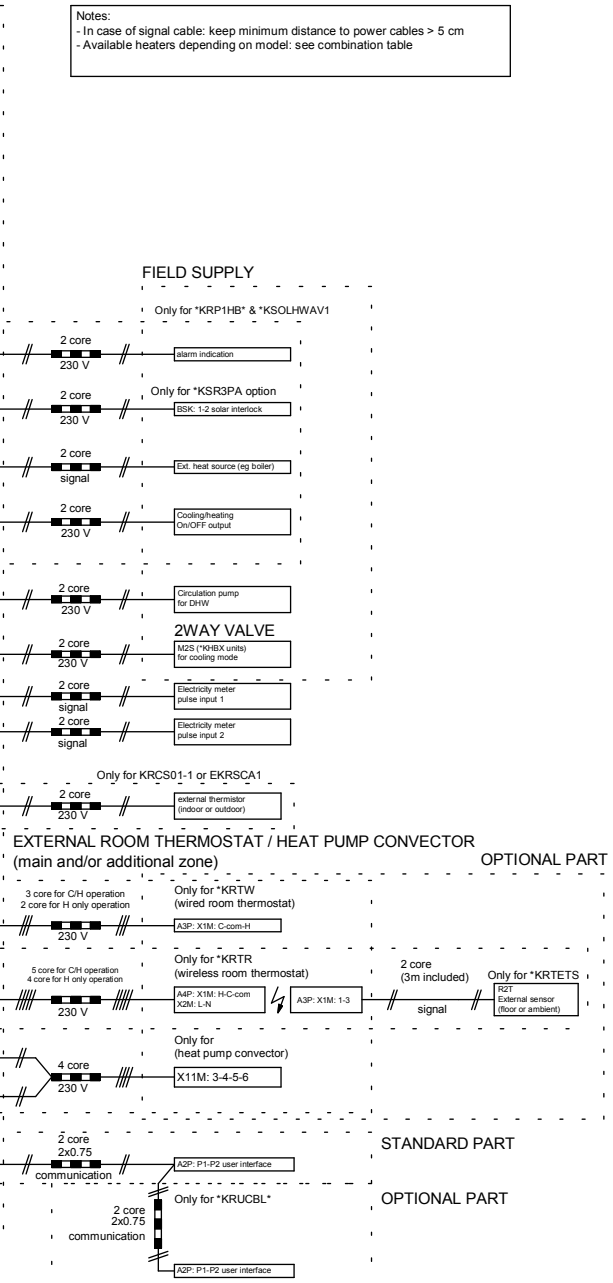 Notes:
- In case of signal cable: keep minimum distance to power cables > 5 cm
- Available heaters depending on model: see combination table
FIELD SUPPLY
Only for *KRP1HB* & *KSOLHWAV1
2 core
230 V
alarm indication
Only for *KSR3PA option
2 core
230 V
BSK: 1-2 solar interlock
2 core
signal
Ext. heat source (eg boiler)
2 core
230 V
Cooling/heating
On/OFF output
2 core
230 V
Circulation pump
for DHW
2WAY VALVE
2 core
230 V
M2S (*KHBX units)
for cooling mode
2 core
signal
Electricity meter
pulse input 1
2 core
signal
Electricity meter
pulse input 2
Only for KRCS01-1 or EKRSCA1
2 core
230 V
external thermistor
(indoor or outdoor)
EXTERNAL ROOM THERMOSTAT / HEAT PUMP CONVECTOR
(main and/or additional zone)
OPTIONAL PART
3 core for C/H operation
2 core for H only operation
230 V
Only for *KRTW
(wired room thermostat)
A3P: X1M: C-com-H
5 core for C/H operation
4 core for H only operation
230 V
Only for *KRTR
(wireless room thermostat)
A4P: X1M: H-C-com
X2M: L-N
A3P: X1M: 1-3
2 core
(3m included)
signal
Only for *KRTETS
R2T
External sensor
(floor or ambient)
4 core
230 V
Only for
(heat pump convector)
X11M: 3-4-5-6
2 core
2x0.75
communication
A2P: P1-P2 user interface
STANDARD PART
Only for *KRUCBL*
OPTIONAL PART
2 core
2x0.75
communication
A2P: P1-P2 user interface